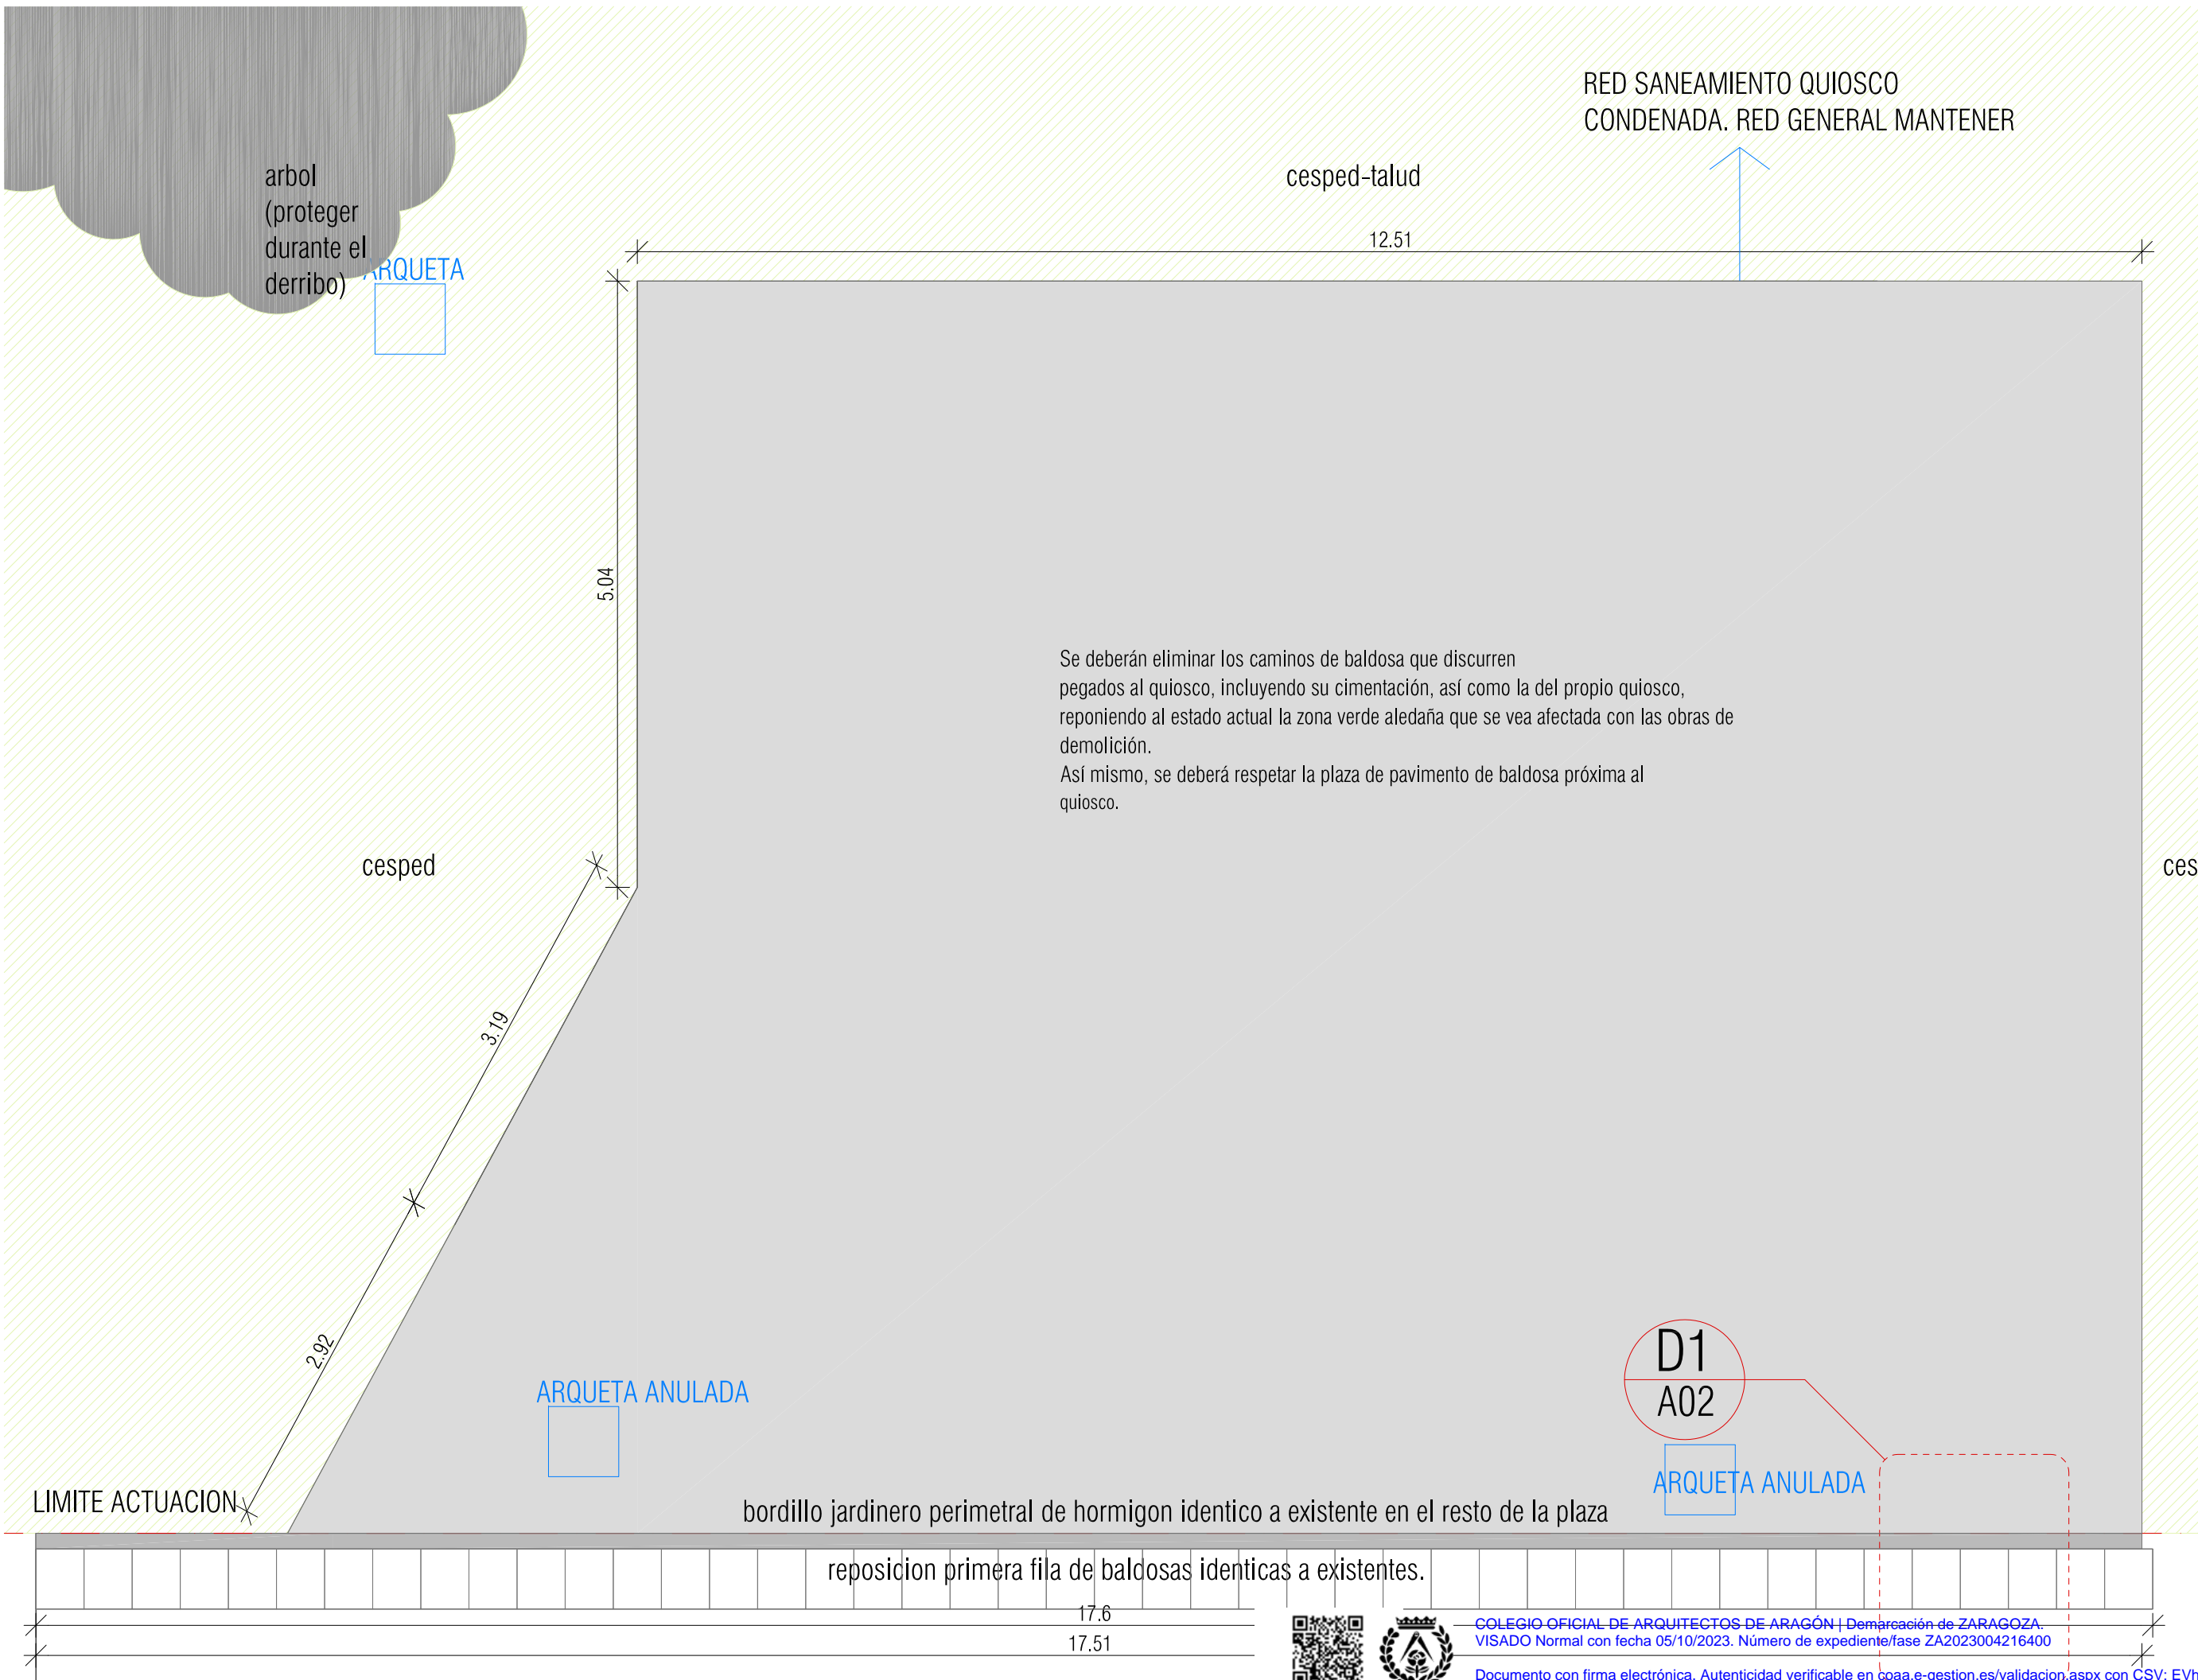 RED SANEAMIENTO QUIOSCO
CONDENADA. RED GENERAL MANTENER
arbol
(proteger
durante el
derribo)
ARQUETA
cesped-talud
12.51
5.04
Se deberán eliminar los caminos de baldosa que discurren
pegados al quiosco, incluyendo su cimentación, así como la del propio quiosco,
reponiendo al estado actual la zona verde aledaña que se vea afectada con las obras de
demolición.
Así mismo, se deberá respetar la plaza de pavimento de baldosa próxima al
quiosco.
cesped
ces
3.19
2.92
D1
A02
ARQUETA ANULADA
ARQUETA ANULADA
LIMITE ACTUACION
bordillo jardinero perimetral de hormigon identico a existente en el resto de la plaza
reposicion primera fila de baldosas identicas a existentes.
17.6
17.51
COLEGIO OFICIAL DE ARQUITECTOS DE ARAGÓN | Demarcación de ZARAGOZA.
VISADO Normal con fecha 05/10/2023. Número de expediente/fase ZA2023004216400
Documento con firma electrónica. Autenticidad verificable en coaa.e-gestion.es/validacion.aspx con CSV: EVh